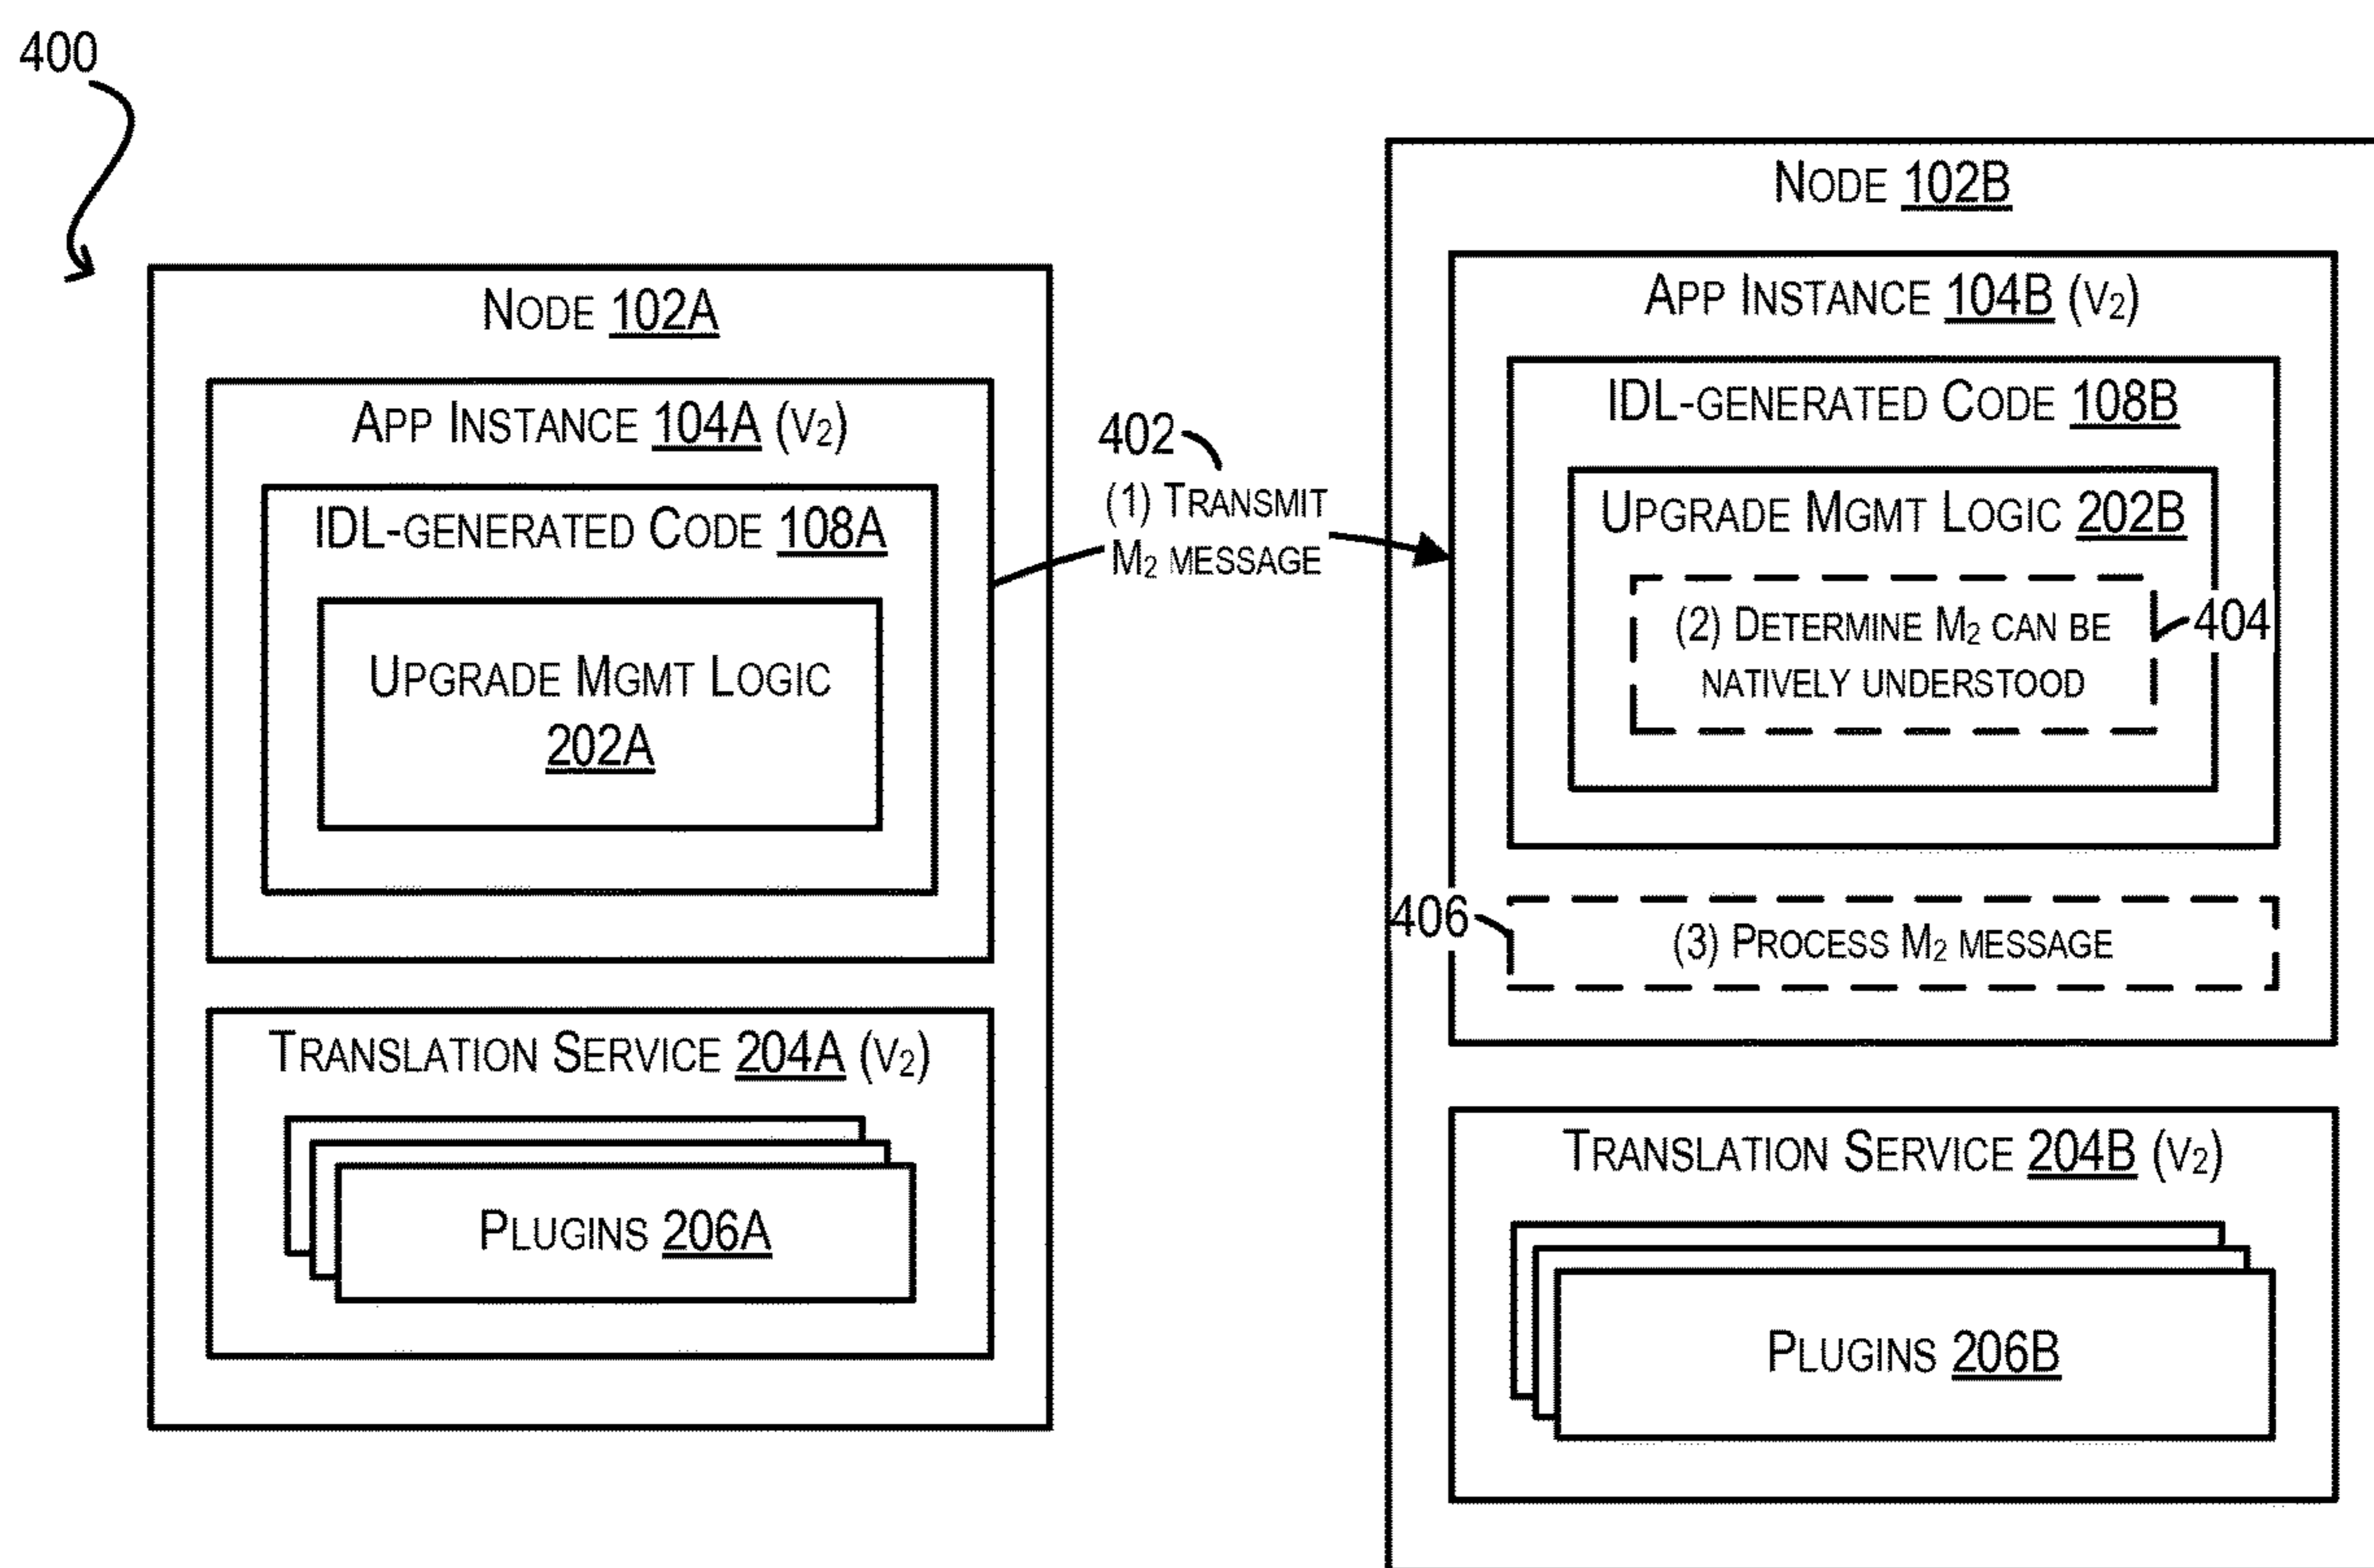 400
NODE 102A
APP INSTANCE 104A (V₂)
IDL-GENERATED CODE 108A
UPGRADE MGMT LOGIC
202A
TRANSLATION SERVICE 204A (V₂)
PLUGINS 206A
402
(1) TRANSMIT
M₂ MESSAGE
NODE 102B
APP INSTANCE 104B (V₂)
IDL-GENERATED CODE 108B
UPGRADE MGMT LOGIC 202B
(2) DETERMINE M₂ CAN BE
NATIVELY UNDERSTOOD
404
406
(3) PROCESS M₂ MESSAGE
TRANSLATION SERVICE 204B (V₂)
PLUGINS 206B